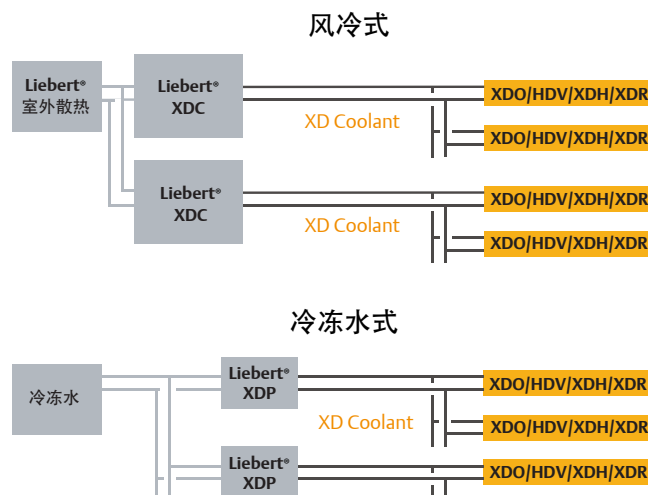 风冷式
Liebert®
室外散热
Liebert®
XDC
XD Coolant
XDO/HDV/XDH/XDR
XDO/HDV/XDH/XDR
Liebert®
XDC
XD Coolant
XDO/HDV/XDH/XDR
XDO/HDV/XDH/XDR
冷冻水式
冷冻水
Liebert®
XDP
XD Coolant
XDO/HDV/XDH/XDR
XDO/HDV/XDH/XDR
Liebert®
XDP
XDO/HDV/XDH/XDR